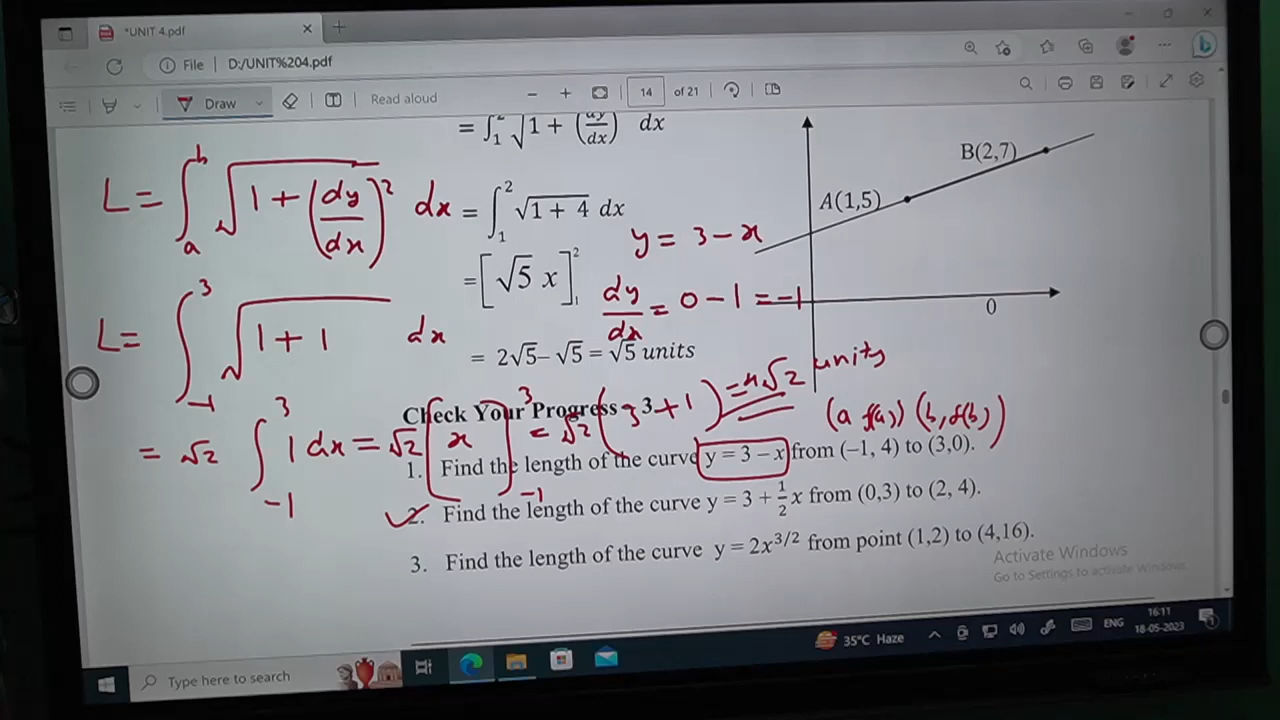 *UNIT 4.pdf
File | D:/UNIT%204.pdf
Draw
Read aloud
14 of 21
= ∫₁² √1 + (dy/dx) dx
L = ∫ₐᵇ √1 + (dy/dx)² dx
= ∫₁² √1 + 4 dx
= [√5 x]₁²
= 2√5 – √5 = √5 units
B(2,7)
A(1,5)
0
y = 3 - x
dy/dx = 0 - 1 = -1
L = ∫₋₁³ √1 + 1 dx
= √2 ∫₋₁³ 1 dx = √2 [x]₋₁³ = √2 (3+1) = 4√2 units
(a f(a)) (b, f(b))
Check Your Progress - 3
1. Find the length of the curve y = 3 – x from (–1, 4) to (3,0).
2. Find the length of the curve y = 3 + ½x from (0,3) to (2, 4).
3. Find the length of the curve y = 2x^3/2 from point (1,2) to (4,16).
Activate Windows
Go to Settings to activate Windows.
Type here to search
35°C Haze
ENG
16:11
18-05-2023